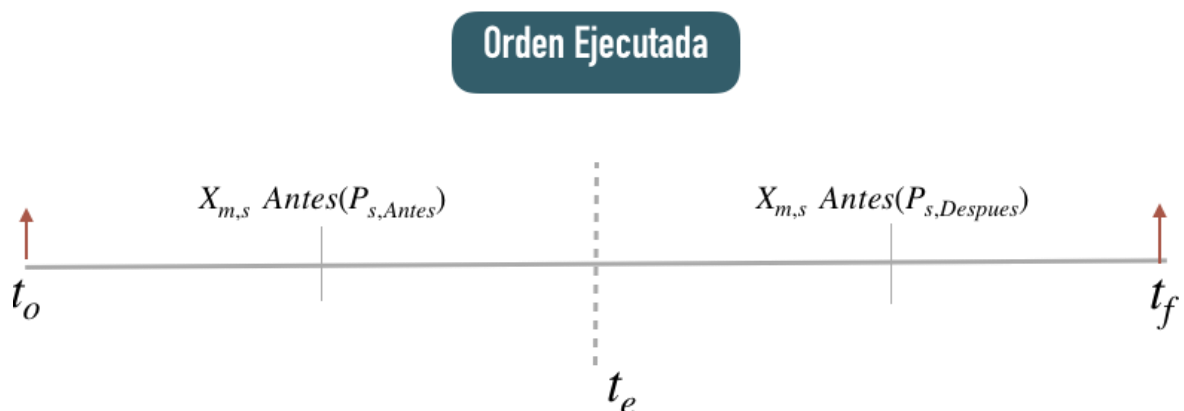 Orden Ejecutada
X_{m,s} Antes(P_{s,Antes}) X_{m,s} Antes(P_{s,Despues})
t_o t_f
t_e